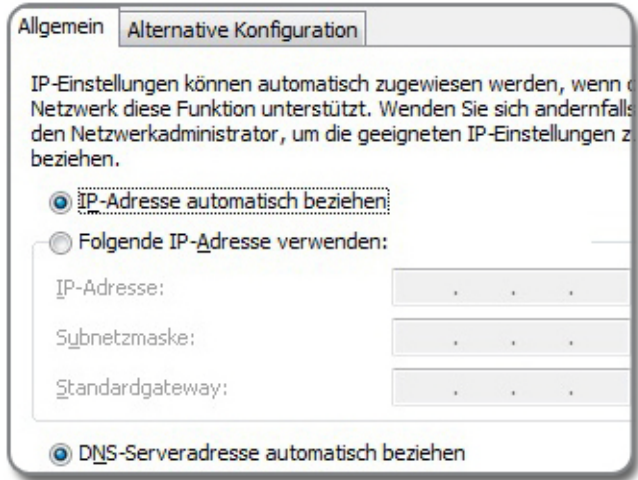 Allgemein
Alternative Konfiguration
IP-Einstellungen können automatisch zugewiesen werden, wenn
Netzwerk diese Funktion unterstützt. Wenden Sie sich andernfalls
den Netzwerkadministrator, um die geeigneten IP-Einstellungen
beziehen.
IP-Adresse automatisch beziehen
Folgende IP-Adresse verwenden:
IP-Adresse:
Subnetzmaske:
Standardgateway:
DNS-Serveradresse automatisch beziehen